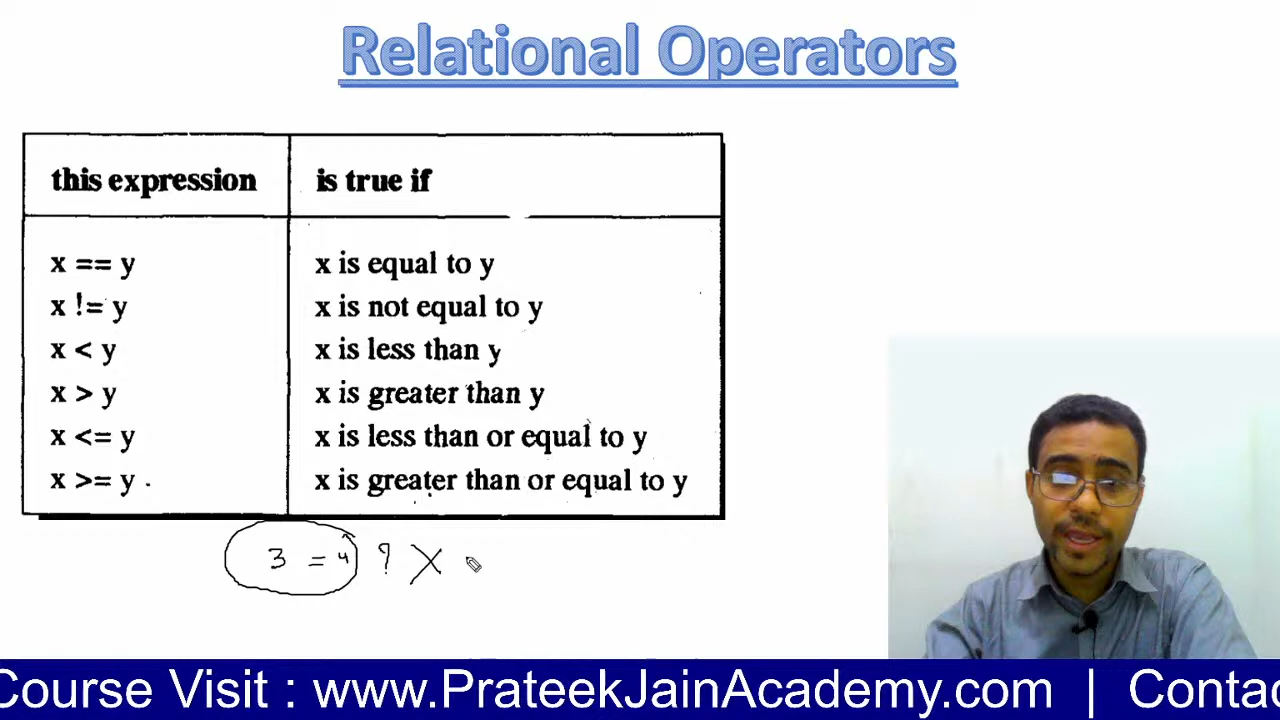 Relational Operators
this expression is true if
x == y x is equal to y
x != y x is not equal to y
x < y x is less than y
x > y x is greater than y
x <= y x is less than or equal to y
x >= y x is greater than or equal to y
3 = 4 ? X
Course Visit : www.PrateekJainAcademy.com | Contac